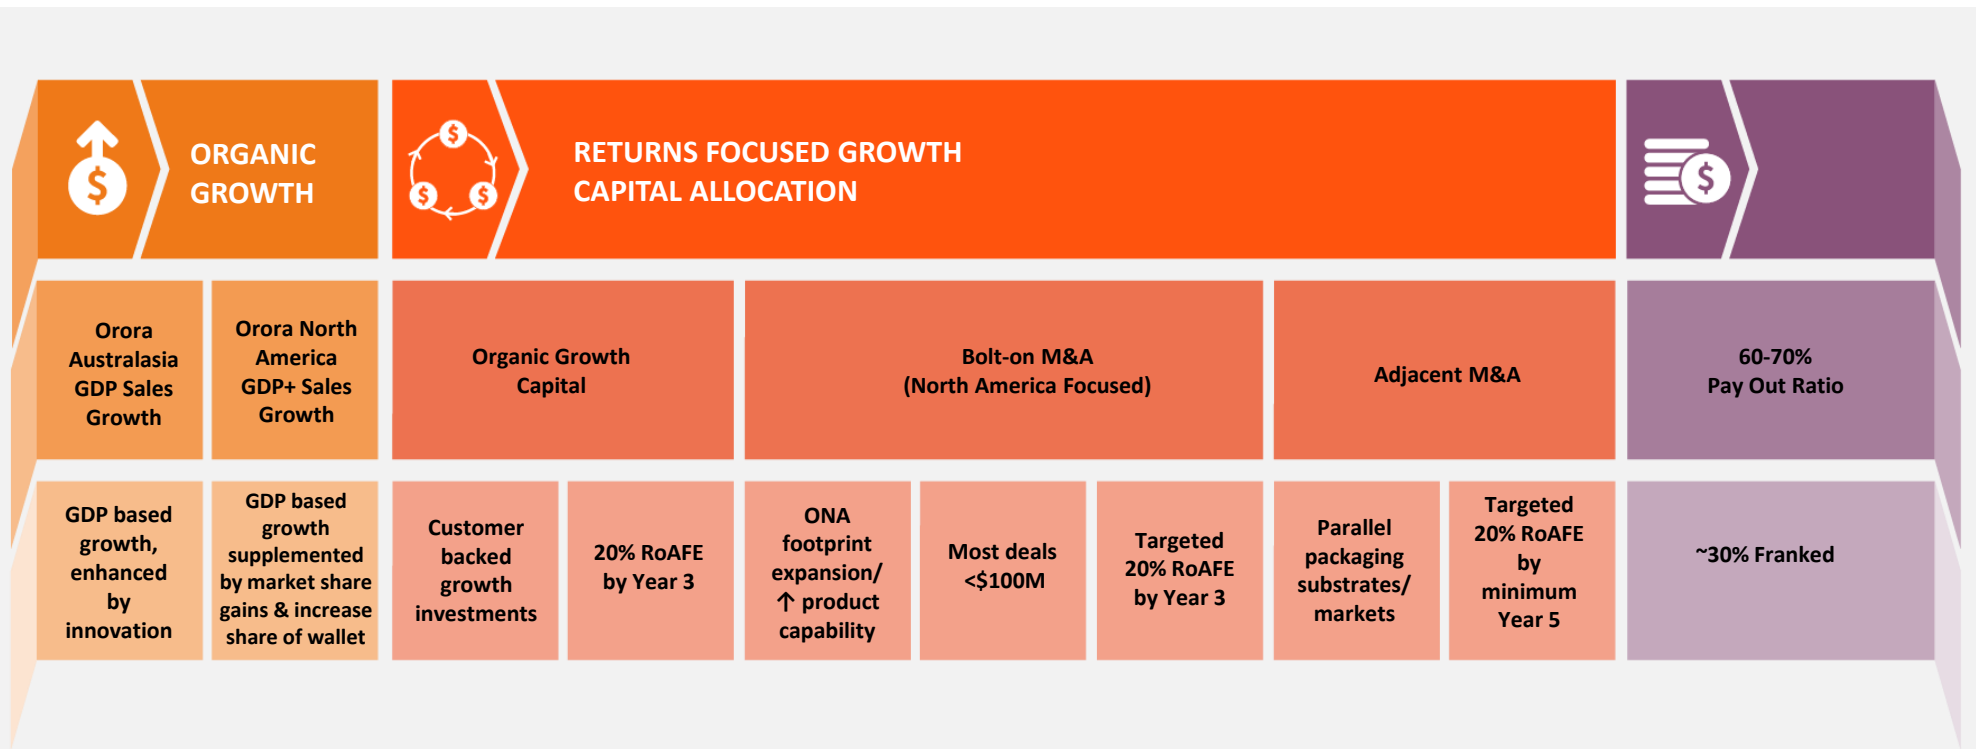 ORGANIC
GROWTH
RETURNS FOCUSED GROWTH
CAPITAL ALLOCATION
Orora
Australasia
GDP Sales
Growth
Orora North
America
GDP+ Sales
Growth
Organic Growth
Capital
Bolt-on M&A
(North America Focused)
Adjacent M&A
60-70%
Pay Out Ratio
GDP based
growth,
enhanced
by
innovation
GDP based
growth
supplemented
by market share
gains & increase
share of wallet
Customer
backed
growth
investments
20% RoAFE
by Year 3
ONA
footprint
expansion/
↑ product
capability
Most deals
<$100M
Targeted
20% RoAFE
by Year 3
Parallel
packaging
substrates/
markets
Targeted
20% RoAFE
by
minimum
Year 5
~30% Franked